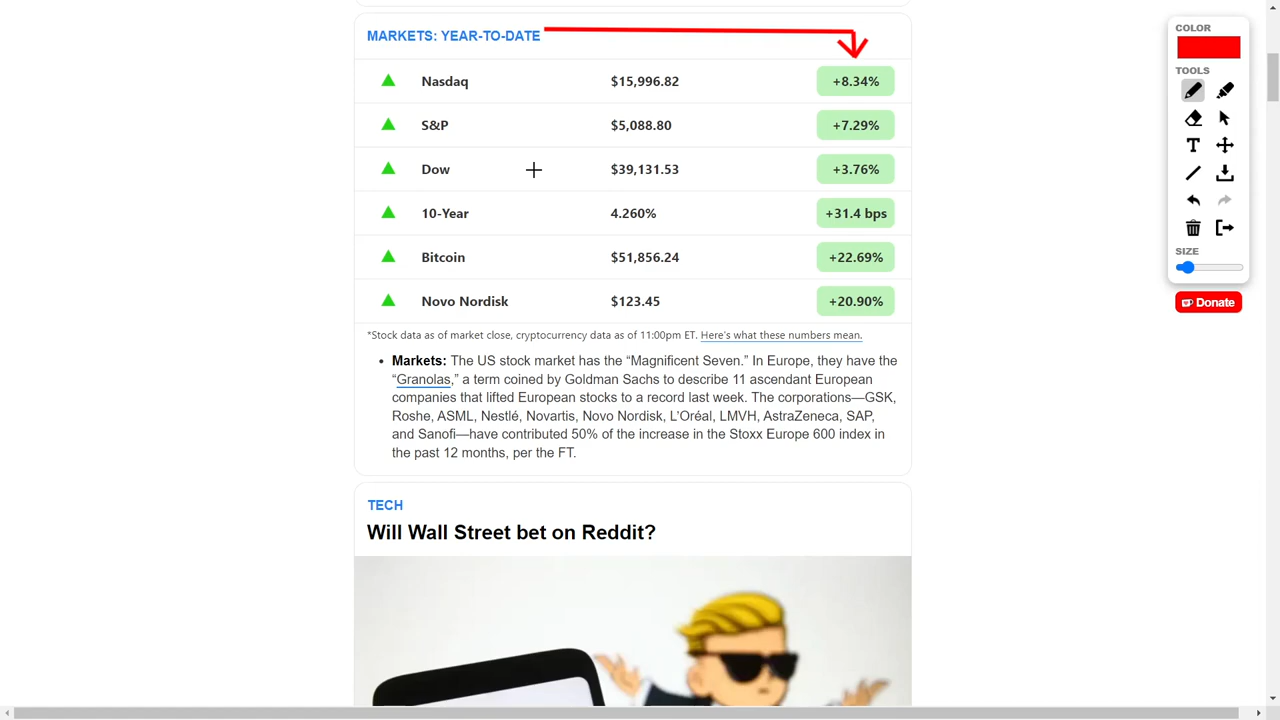 MARKETS: YEAR-TO-DATE
Nasdaq $15,996.82 +8.34%
S&P $5,088.80 +7.29%
Dow $39,131.53 +3.76%
10-Year 4.260% +31.4 bps
Bitcoin $51,856.24 +22.69%
Novo Nordisk $123.45 +20.90%
*Stock data as of market close, cryptocurrency data as of 11:00pm ET. Here's what these numbers mean.
• Markets: The US stock market has the “Magnificent Seven.” In Europe, they have the
“Granolas,” a term coined by Goldman Sachs to describe 11 ascendant European
companies that lifted European stocks to a record last week. The corporations—GSK,
Roshe, ASML, Nestlé, Novartis, Novo Nordisk, L'Oréal, LMVH, AstraZeneca, SAP,
and Sanofi—have contributed 50% of the increase in the Stoxx Europe 600 index in
the past 12 months, per the FT.
TECH
Will Wall Street bet on Reddit?
COLOR
TOOLS
T
SIZE
Donate